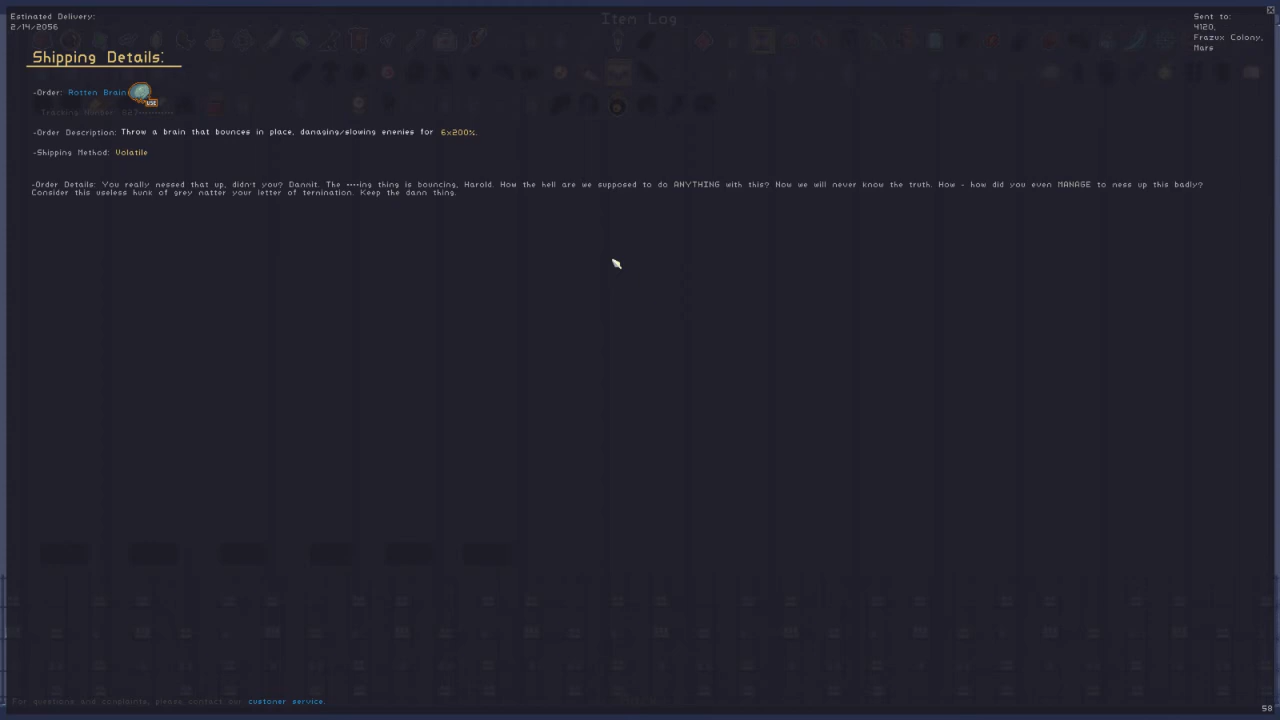 Estimated Delivery:
2/14/2056
Item Log
Sent to:
4120,
Frazux Colony,
Mars
Shipping Details:
-Order: Rotten Brain
USE
Tracking Number: 927··········
-Order Description: Throw a brain that bounces in place, damaging/slowing enemies for 6x200%.
-Shipping Method: Volatile
-Order Details: You really messed that up, didn't you? Dammit. The ····ing thing is bouncing, Harold. How the hell are we supposed to do ANYTHING with this? Now we will never know the truth. How - how did you even MANAGE to mess up this badly?
Consider this useless hunk of grey matter your letter of termination. Keep the damn thing.
For questions and complaints, please contact our customer service.
58